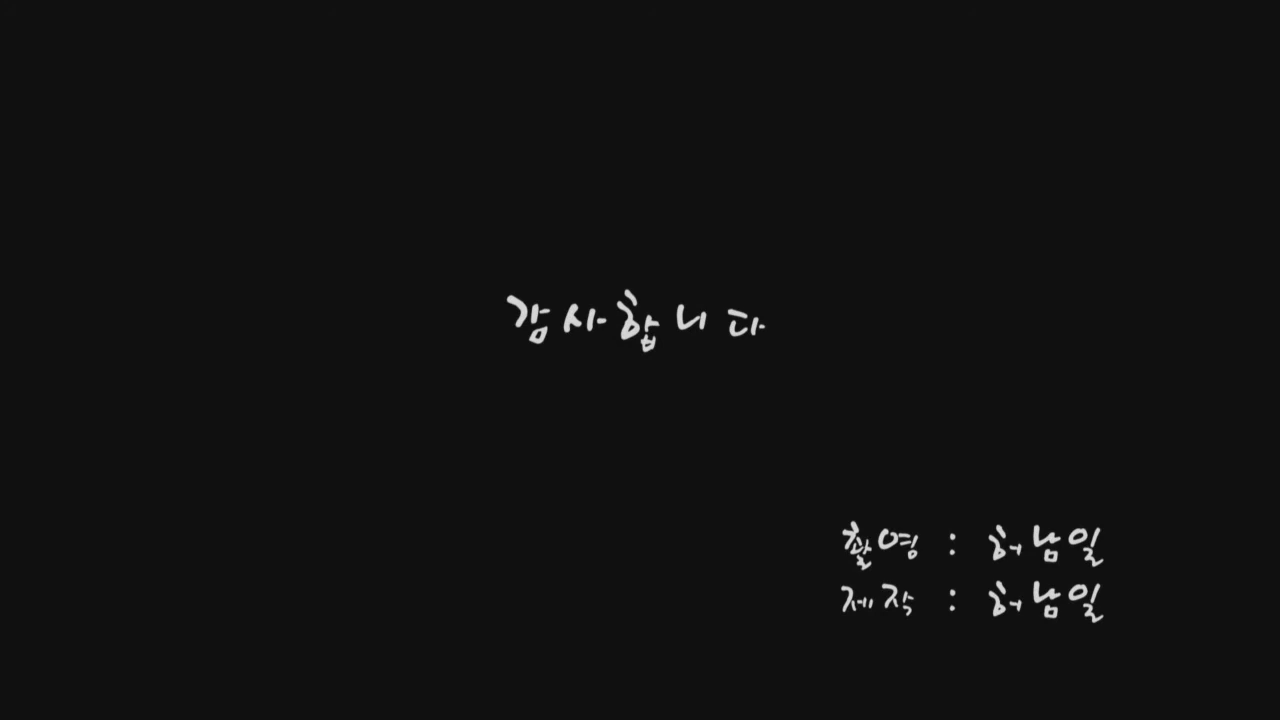 감사합니다
촬영 : 허남일
제작 : 허남일